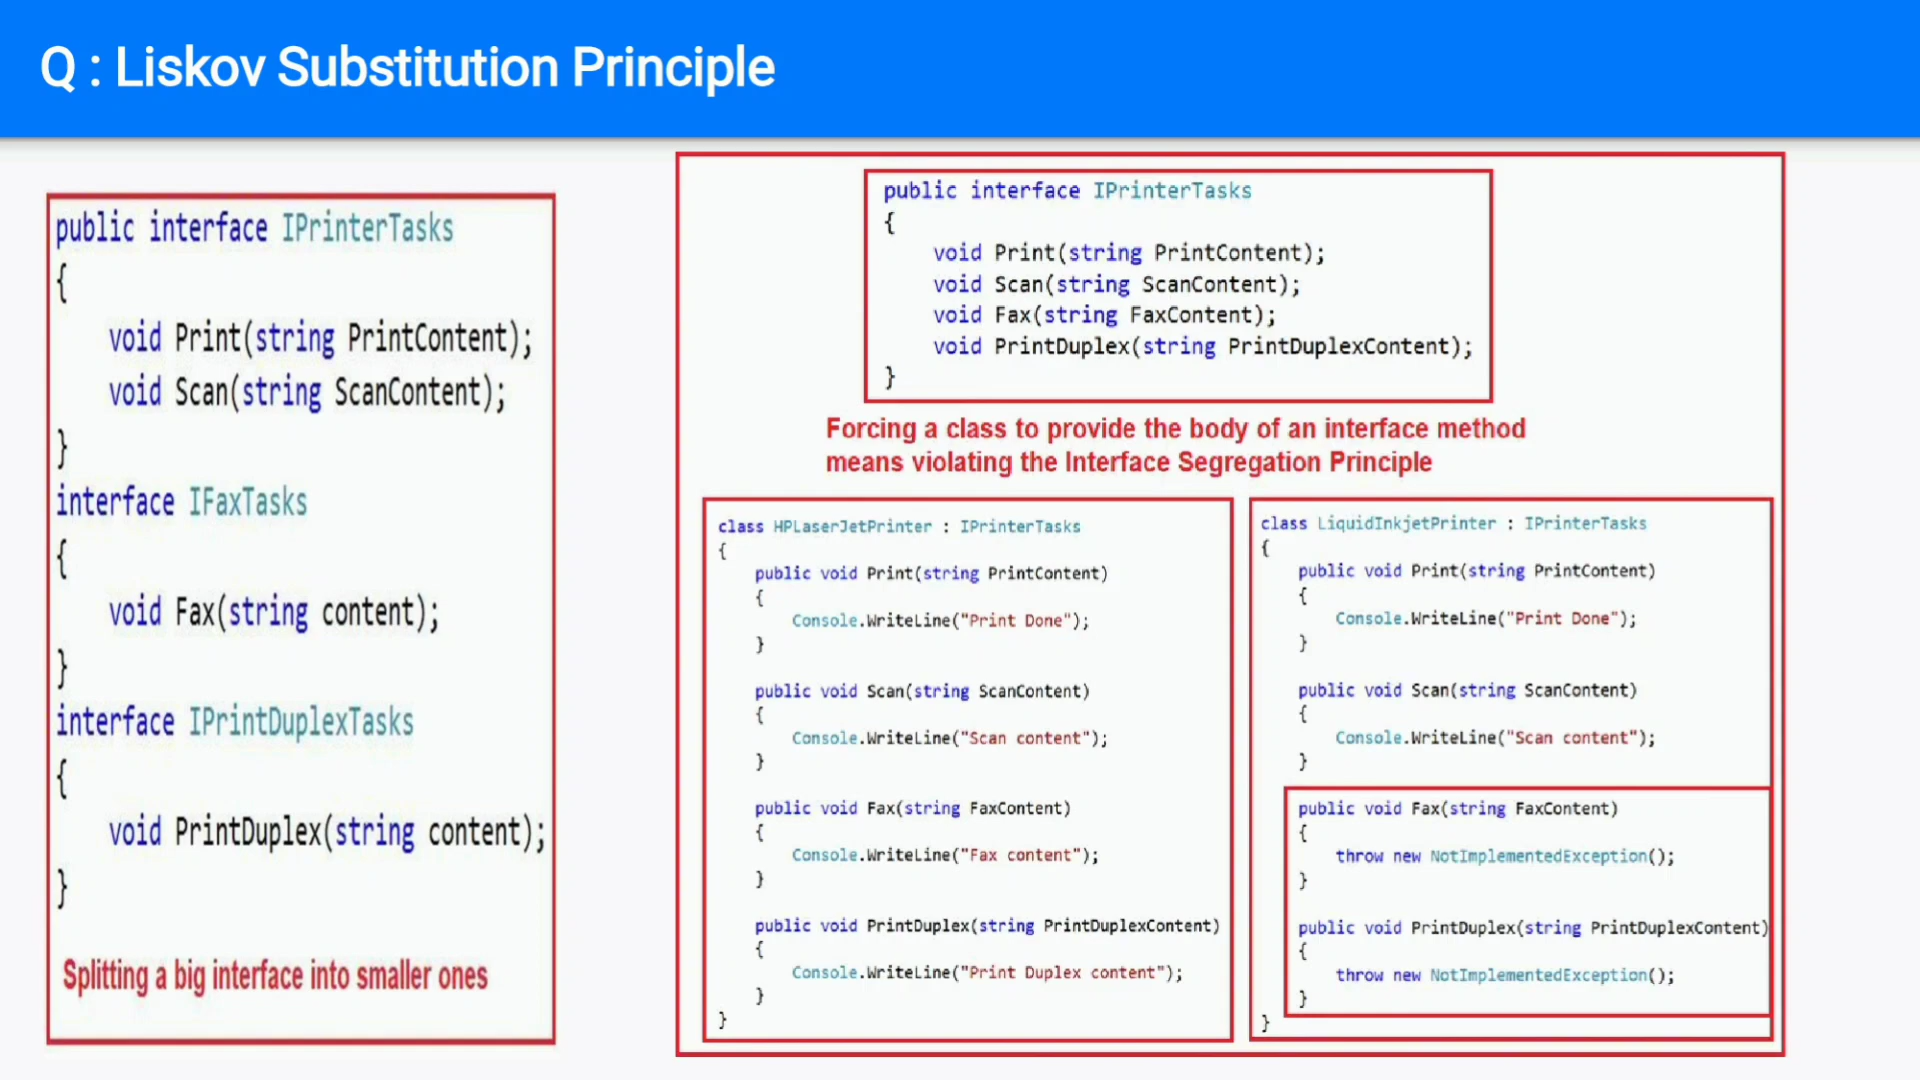 Q : Liskov Substitution Principle
public interface IPrinterTasks
{
void Print(string PrintContent);
void Scan(string ScanContent);
}
interface IFaxTasks
{
void Fax(string content);
}
interface IPrintDuplexTasks
{
void PrintDuplex(string content);
}
Splitting a big interface into smaller ones
public interface IPrinterTasks
{
void Print(string PrintContent);
void Scan(string ScanContent);
void Fax(string FaxContent);
void PrintDuplex(string PrintDuplexContent);
}
Forcing a class to provide the body of an interface method
means violating the Interface Segregation Principle
class HPLaserJetPrinter : IPrinterTasks
{
public void Print(string PrintContent)
{
Console.WriteLine("Print Done");
}
public void Scan(string ScanContent)
{
Console.WriteLine("Scan content");
}
public void Fax(string FaxContent)
{
Console.WriteLine("Fax content");
}
public void PrintDuplex(string PrintDuplexContent)
{
Console.WriteLine("Print Duplex content");
}
}
class LiquidInkjetPrinter : IPrinterTasks
{
public void Print(string PrintContent)
{
Console.WriteLine("Print Done");
}
public void Scan(string ScanContent)
{
Console.WriteLine("Scan content");
}
public void Fax(string FaxContent)
{
throw new NotImplementedException();
}
public void PrintDuplex(string PrintDuplexContent)
{
throw new NotImplementedException();
}
}